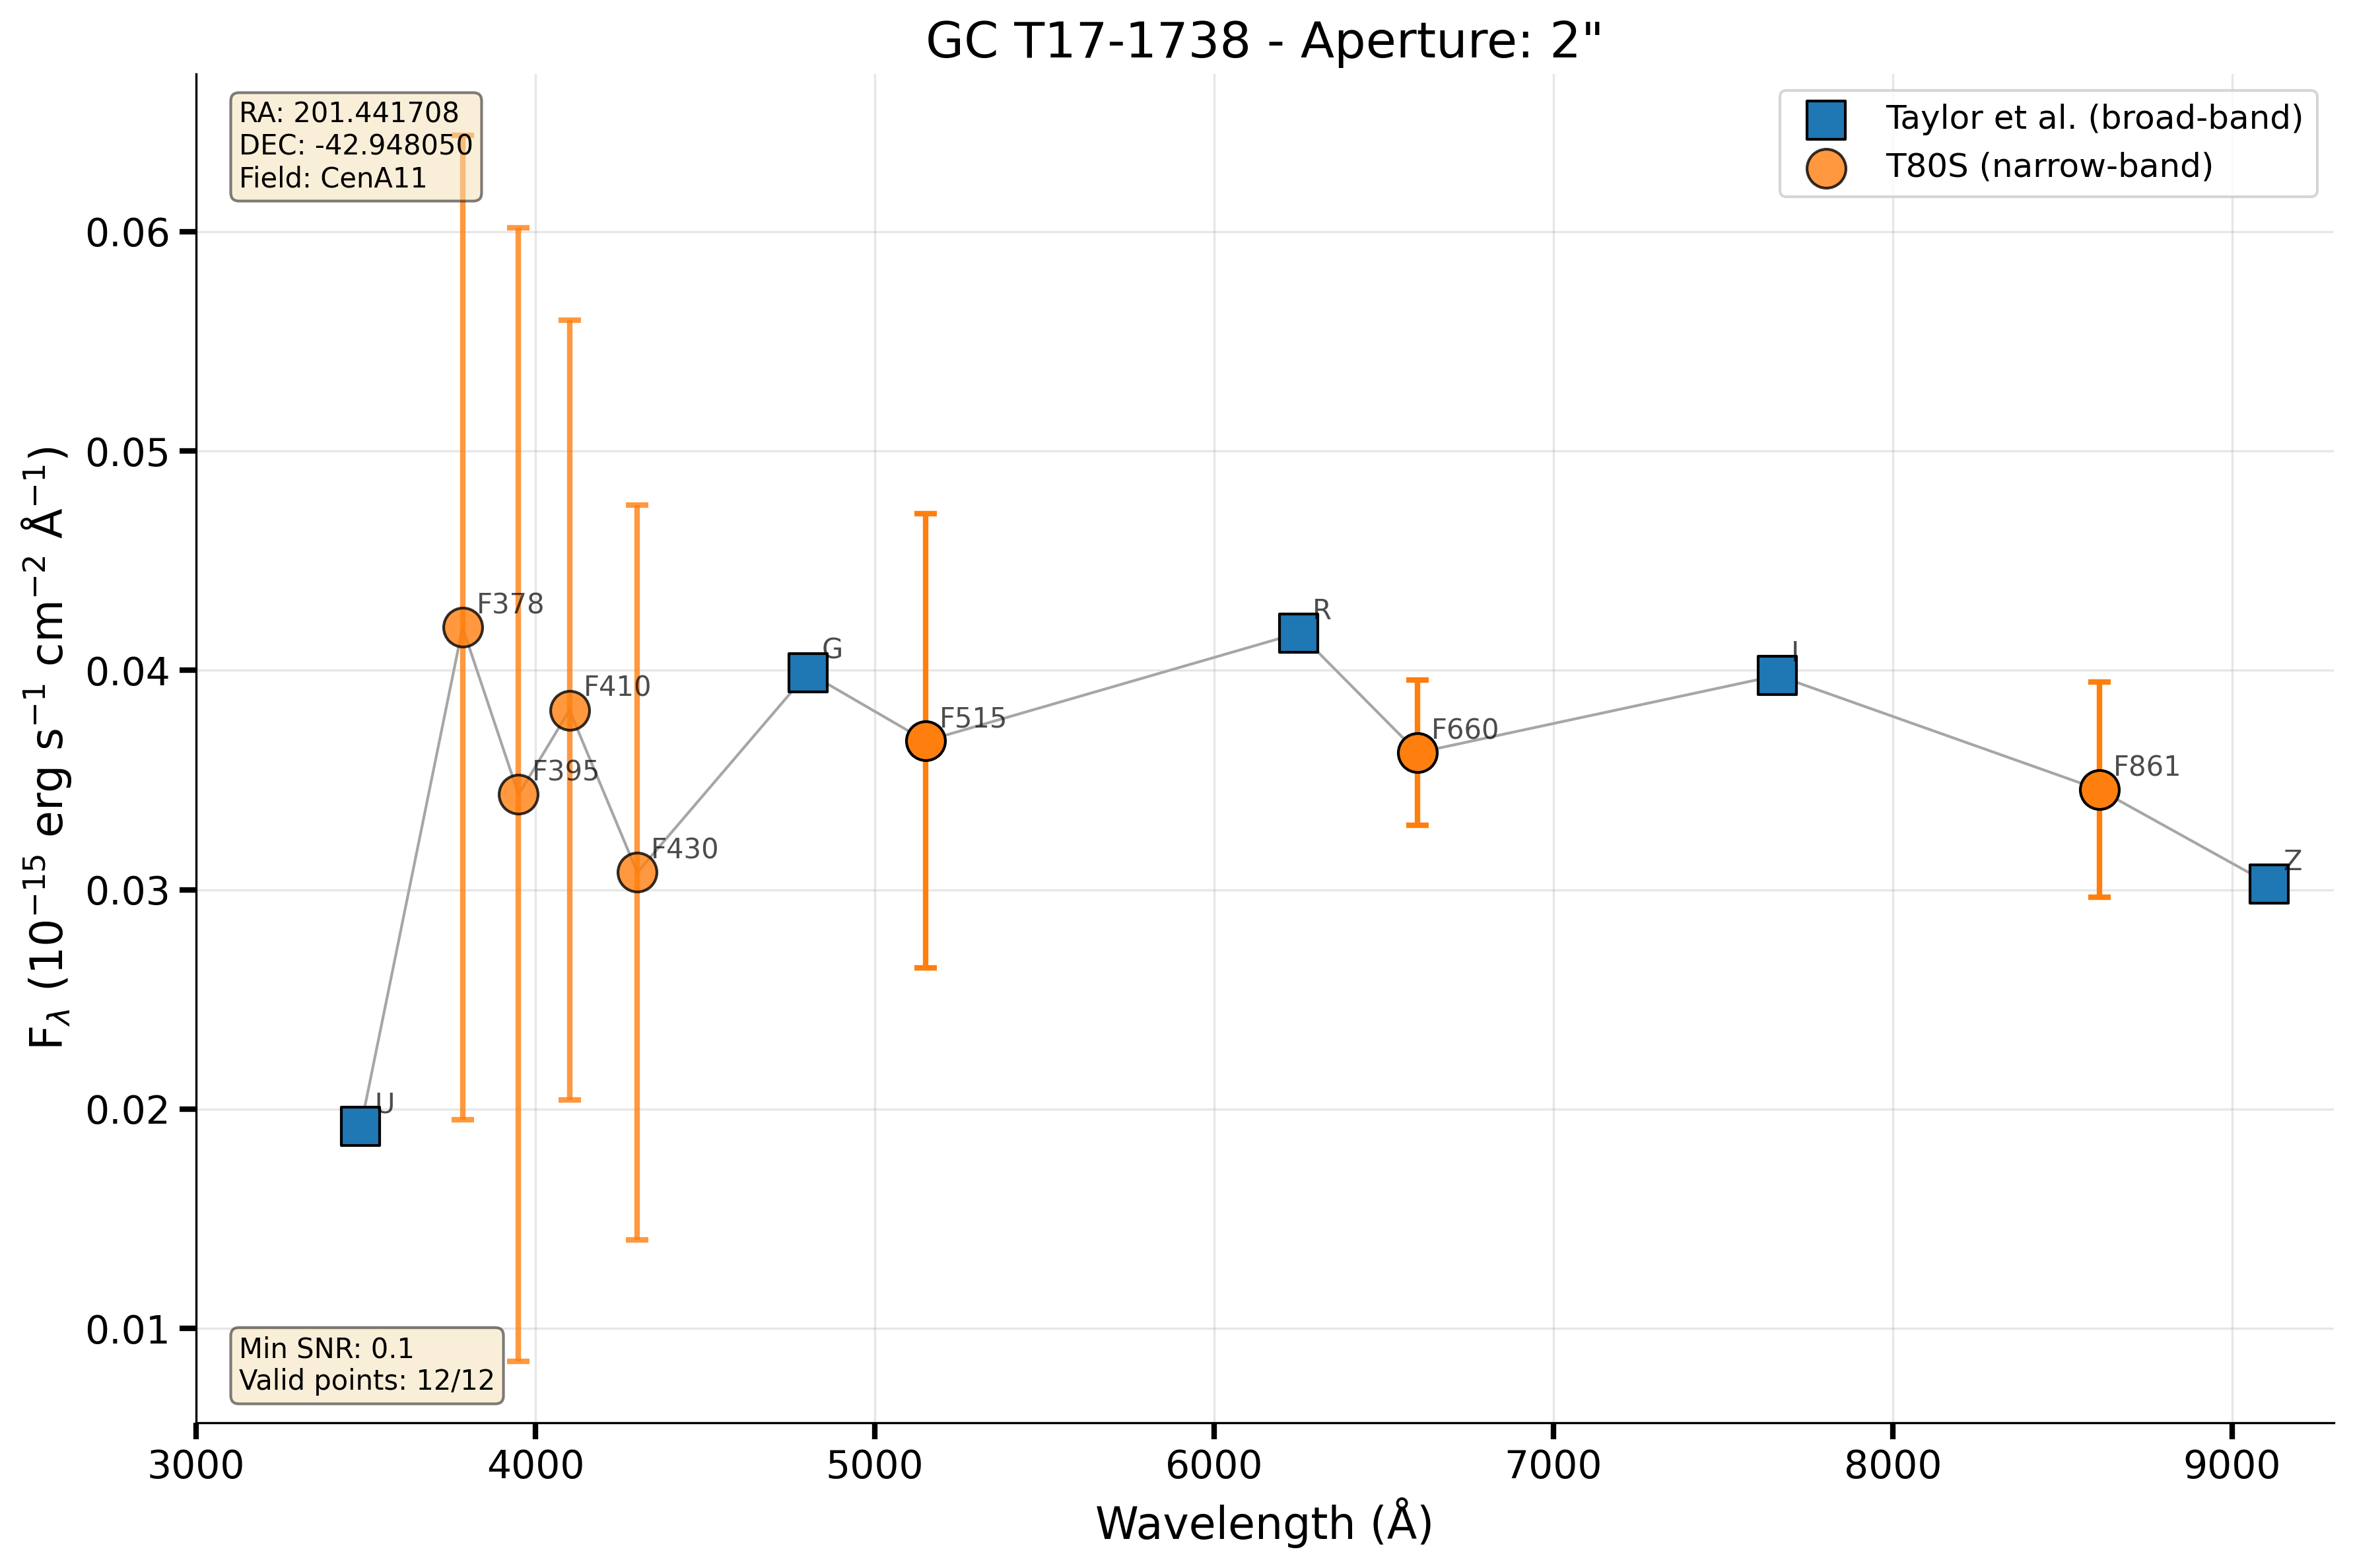 GC T17-1738 - Aperture: 2"
RA: 201.441708
DEC: -42.948050
Field: CenA11
Taylor et al. (broad-band)
T80S (narrow-band)
F$_{λ}$ (10$^{-15}$ erg s$^{-1}$ cm$^{-2}$ Å$^{-1}$)
0.06
0.05
0.04
0.03
0.02
0.01
U
F378
F395
F410
F430
G
F515
R
F660
I
F861
Z
Min SNR: 0.1
Valid points: 12/12
3000 4000 5000 6000 7000 8000 9000
Wavelength (Å)